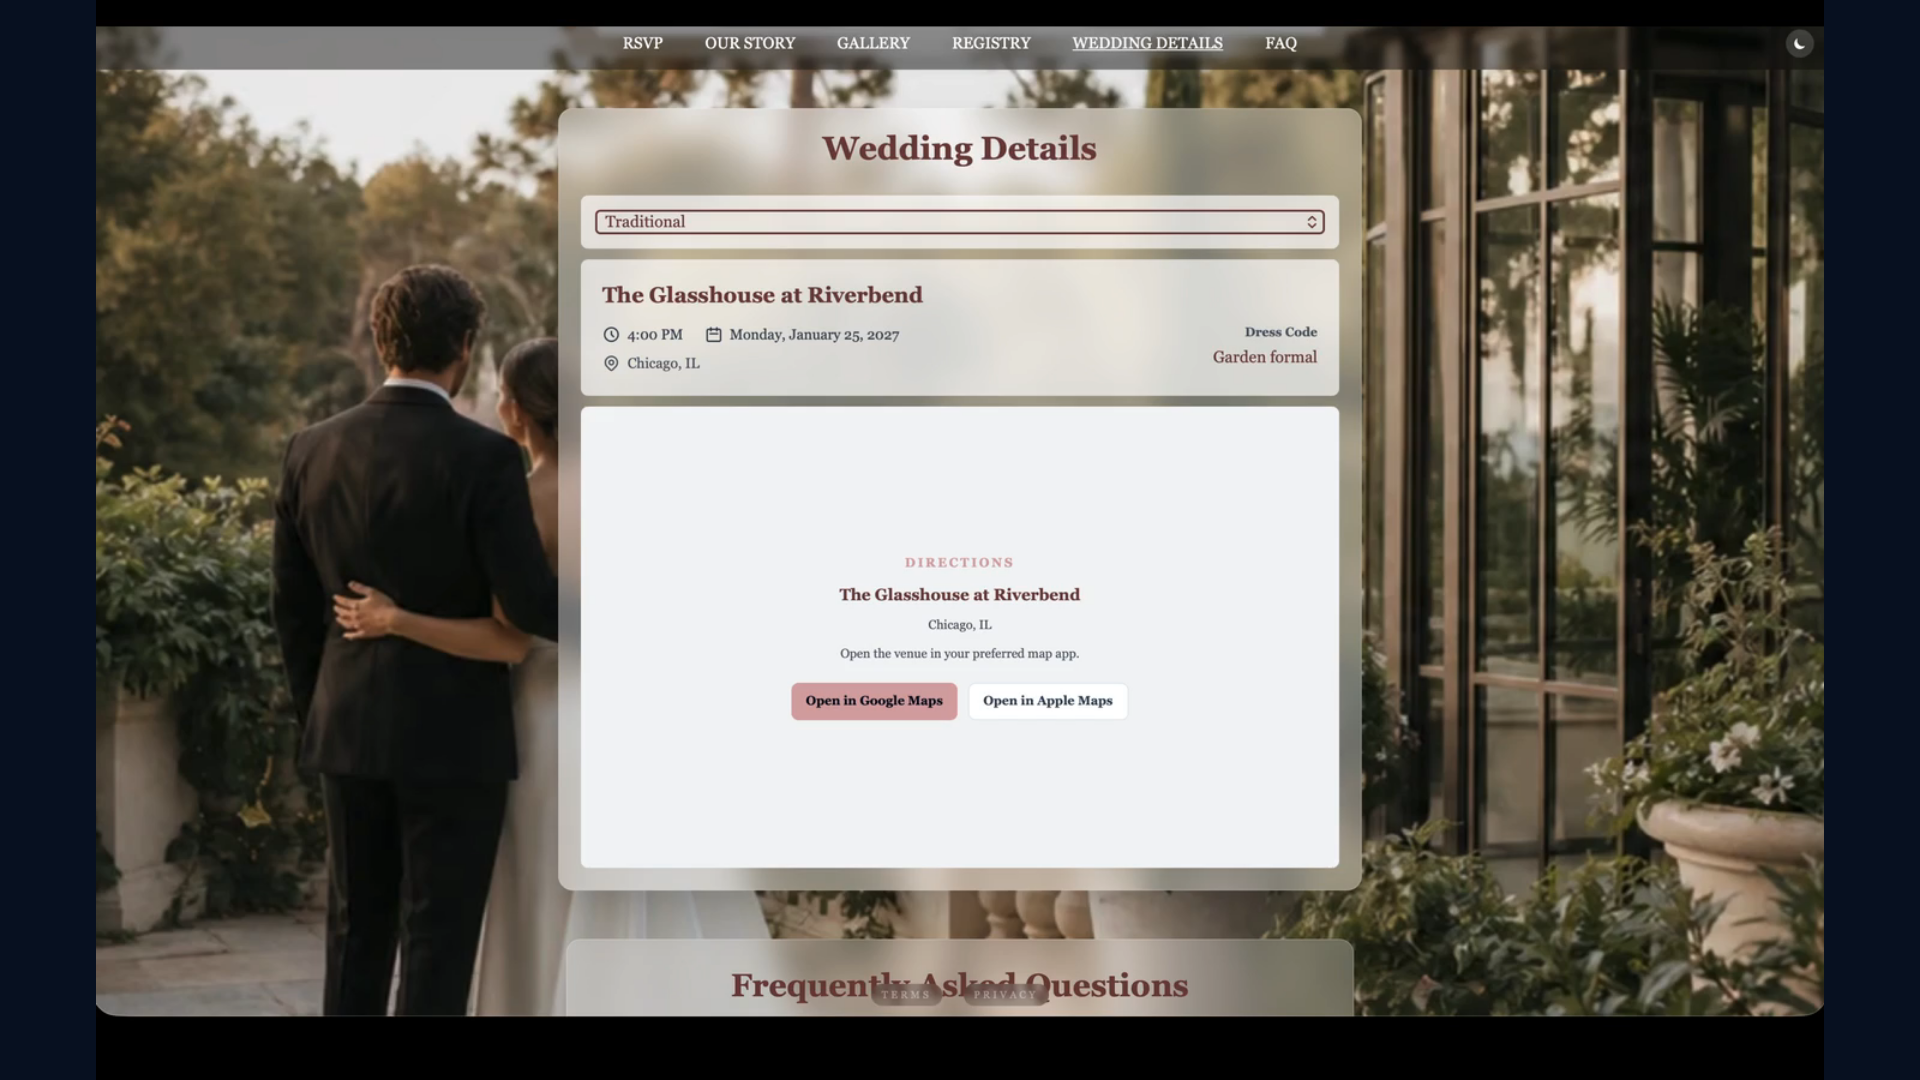 RSVP OUR STORY GALLERY REGISTRY WEDDING DETAILS FAQ
Wedding Details
Traditional
The Glasshouse at Riverbend
4:00 PM Monday, January 25, 2027
Chicago, IL
Dress Code
Garden formal
DIRECTIONS
The Glasshouse at Riverbend
Chicago, IL
Open the venue in your preferred map app.
Open in Google Maps Open in Apple Maps
Frequently Asked Questions
TERMS PRIVACY